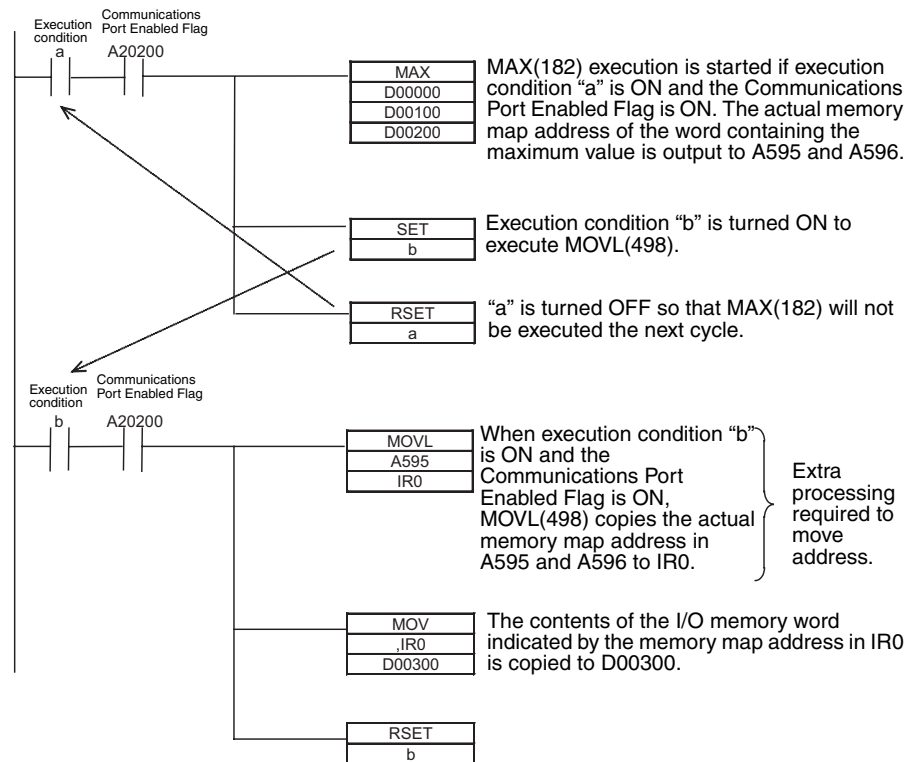 Execution
condition
a
Communications
Port Enabled Flag
A20200
MAX
D00000
D00100
D00200
MAX(182) execution is started if execution
condition “a” is ON and the Communications
Port Enabled Flag is ON. The actual memory
map address of the word containing the
maximum value is output to A595 and A596.
SET
b
Execution condition “b” is turned ON to
execute MOVL(498).
RSET
a
“a” is turned OFF so that MAX(182) will not
be executed the next cycle.
Execution
condition
b
Communications
Port Enabled Flag
A20200
MOVL
A595
IR0
When execution condition “b”
is ON and the
Communications Port
Enabled Flag is ON,
MOVL(498) copies the actual
memory map address in
A595 and A596 to IR0.
Extra
processing
required to
move
address.
MOV
,IR0
D00300
The contents of the I/O memory word
indicated by the memory map address in IR0
is copied to D00300.
RSET
b